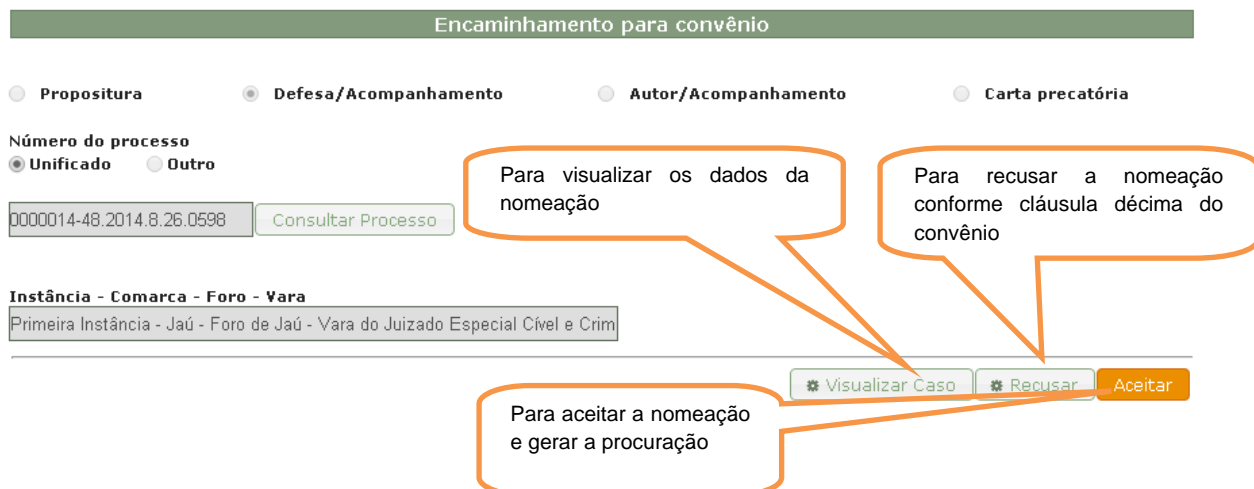 Encaminhamento para convênio
Propositura Defesa/Acompanhamento Autor/Acompanhamento Carta precatória
Número do processo
Unificado Outro
Para visualizar os dados da
nomeação
Para recusar a nomeação
conforme cláusula décima do
convênio
0000014-48.2014.8.26.0598 Consultar Processo
Instância - Comarca - Foro - Vara
Primeira Instância - Jaú - Foro de Jaú - Vara do Juizado Especial Cível e Crim
Visualizar Caso Recusar Aceitar
Para aceitar a nomeação
e gerar a procuração